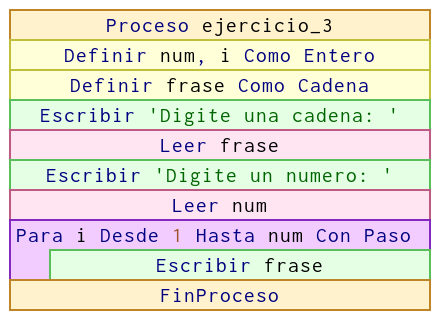 Proceso ejercicio_3
Definir num, i Como Entero
Definir frase Como Cadena
Escribir 'Digite una cadena: '
Leer frase
Escribir 'Digite un numero: '
Leer num
Para i Desde 1 Hasta num Con Paso
Escribir frase
FinProceso